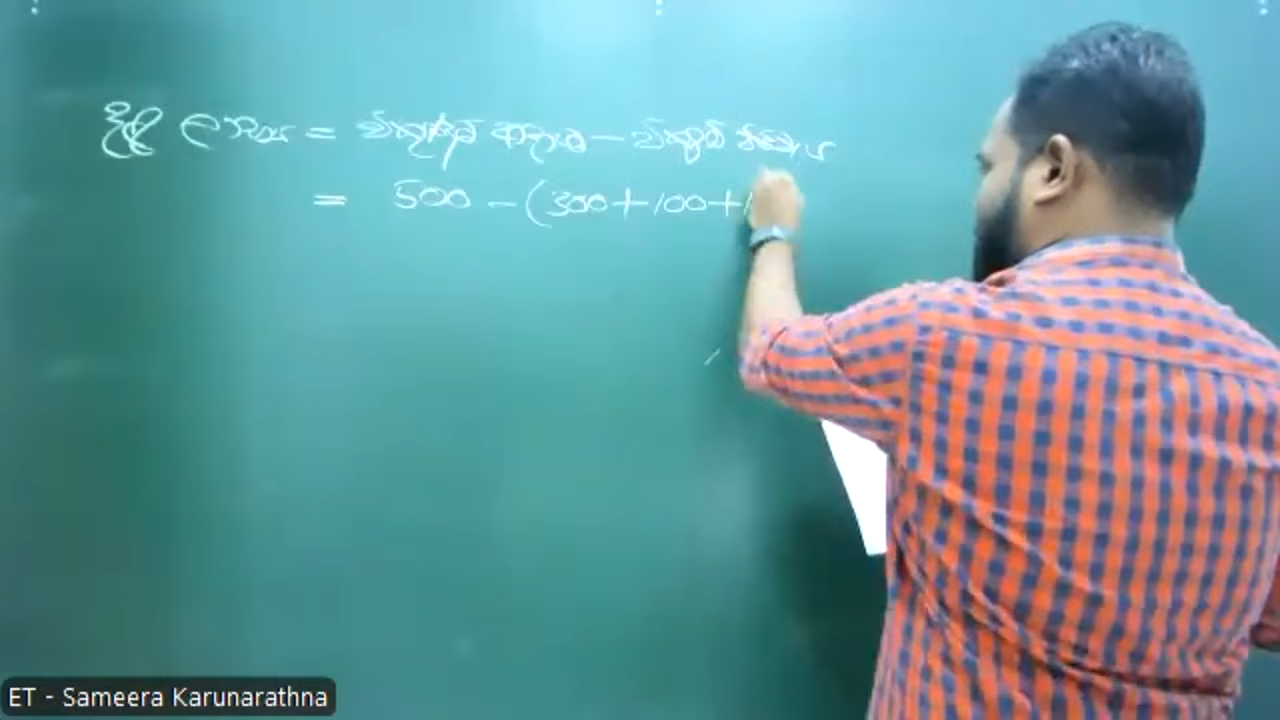 දළ ලාභය = විකුණුම් ආදායම - විකුණුම් පිරිවැය
= 500 - (300+100+
ET - Sameera Karunarathna